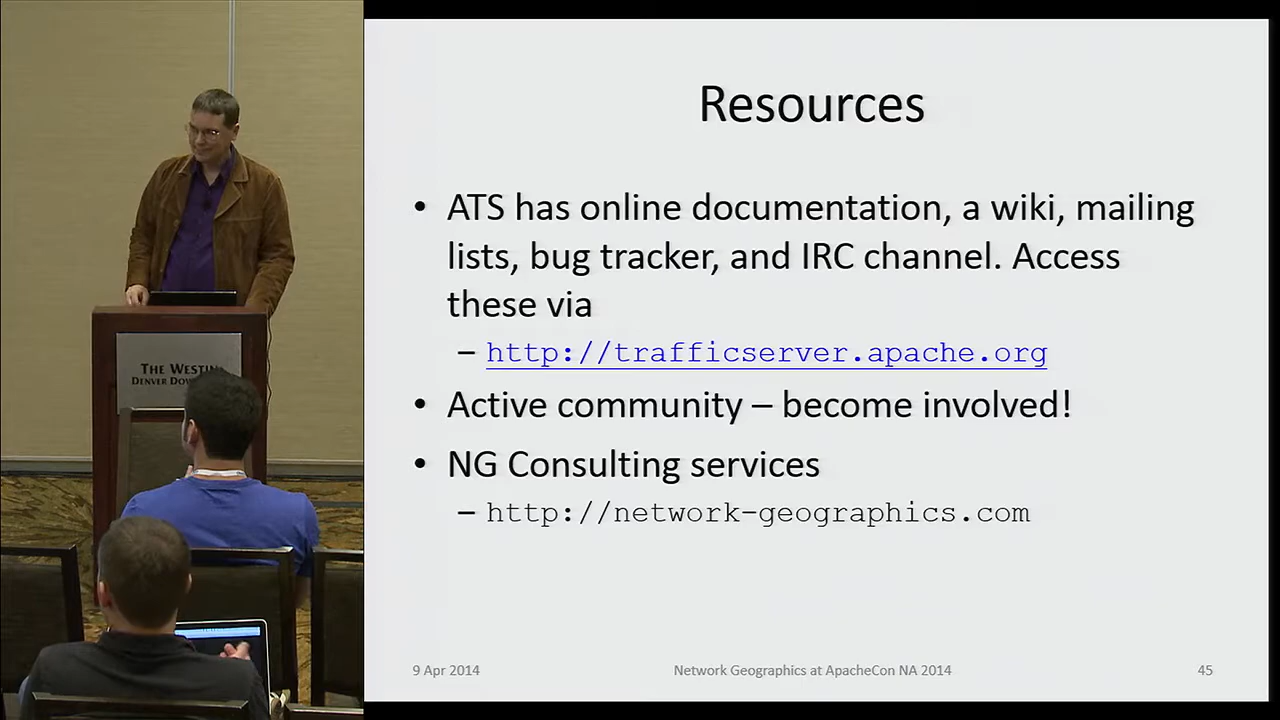 THE WESTIN
DENVER DOW
Resources
• ATS has online documentation, a wiki, mailing
lists, bug tracker, and IRC channel. Access
these via
– http://trafficserver.apache.org
• Active community – become involved!
• NG Consulting services
– http://network-geographics.com
9 Apr 2014
Network Geographics at ApacheCon NA 2014
45